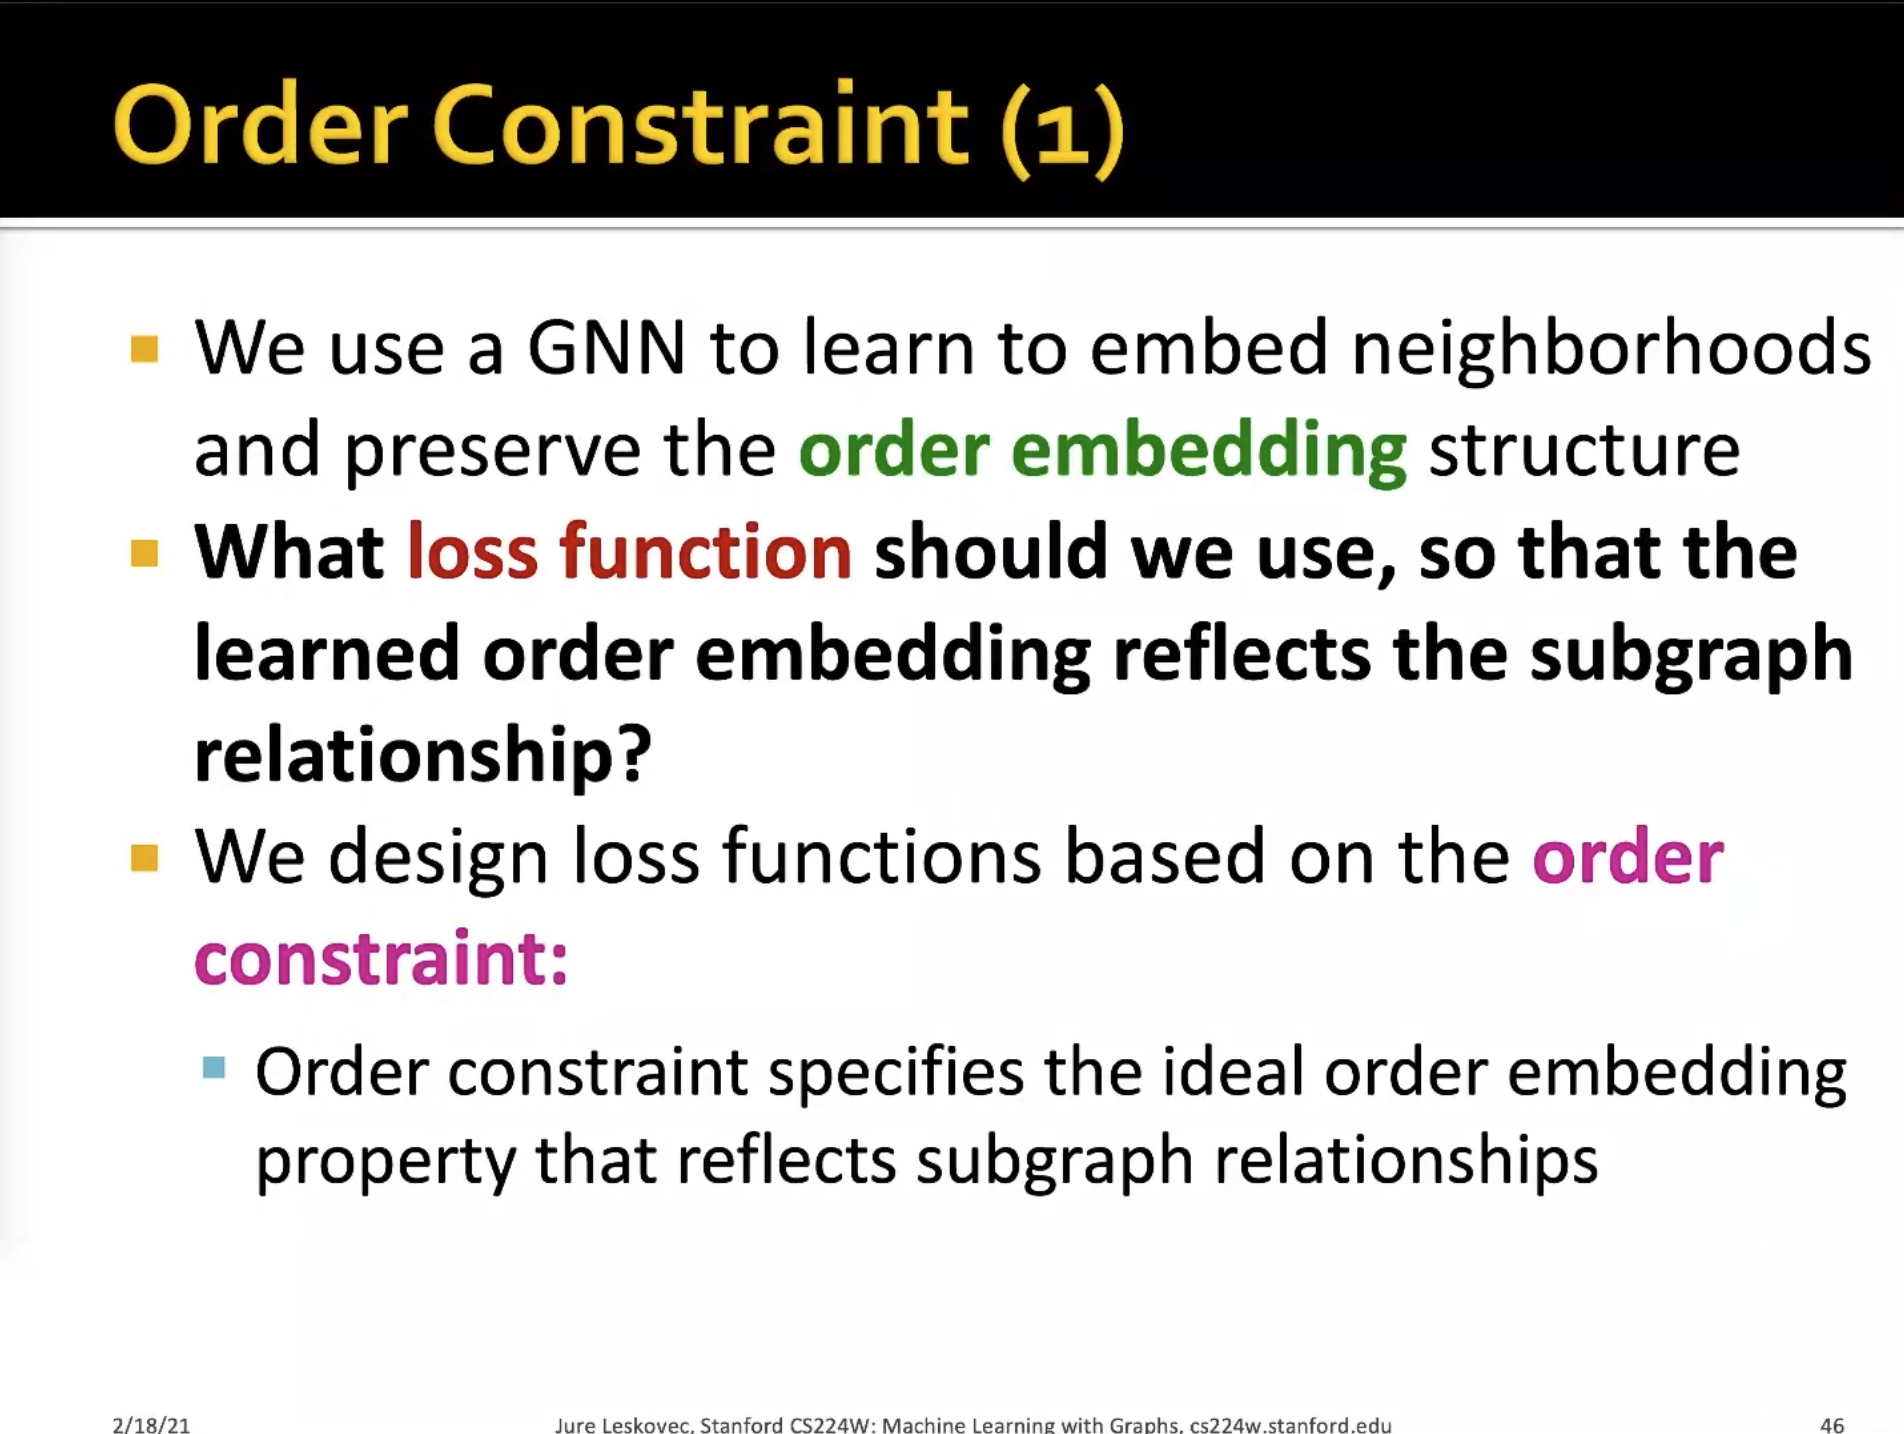 Order Constraint (1)
We use a GNN to learn to embed neighborhoods
and preserve the order embedding structure
What loss function should we use, so that the
learned order embedding reflects the subgraph
relationship?
We design loss functions based on the order
constraint:
Order constraint specifies the ideal order embedding
property that reflects subgraph relationships
2/18/21
Jure Leskovec, Stanford CS224W: Machine Learning with Graphs, cs224w.stanford.edu
46